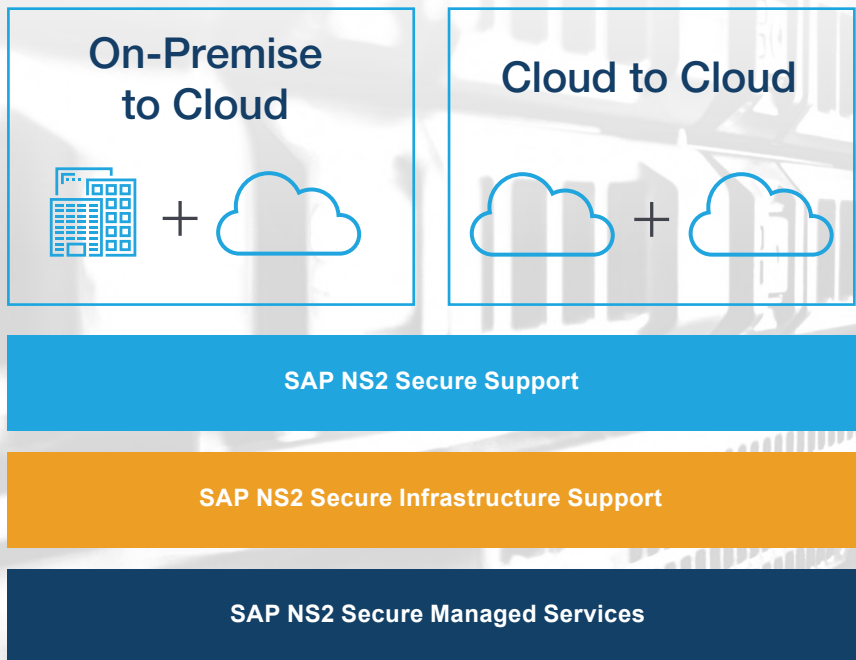 On-Premise
to Cloud
Cloud to Cloud
SAP NS2 Secure Support
SAP NS2 Secure Infrastructure Support
SAP NS2 Secure Managed Services